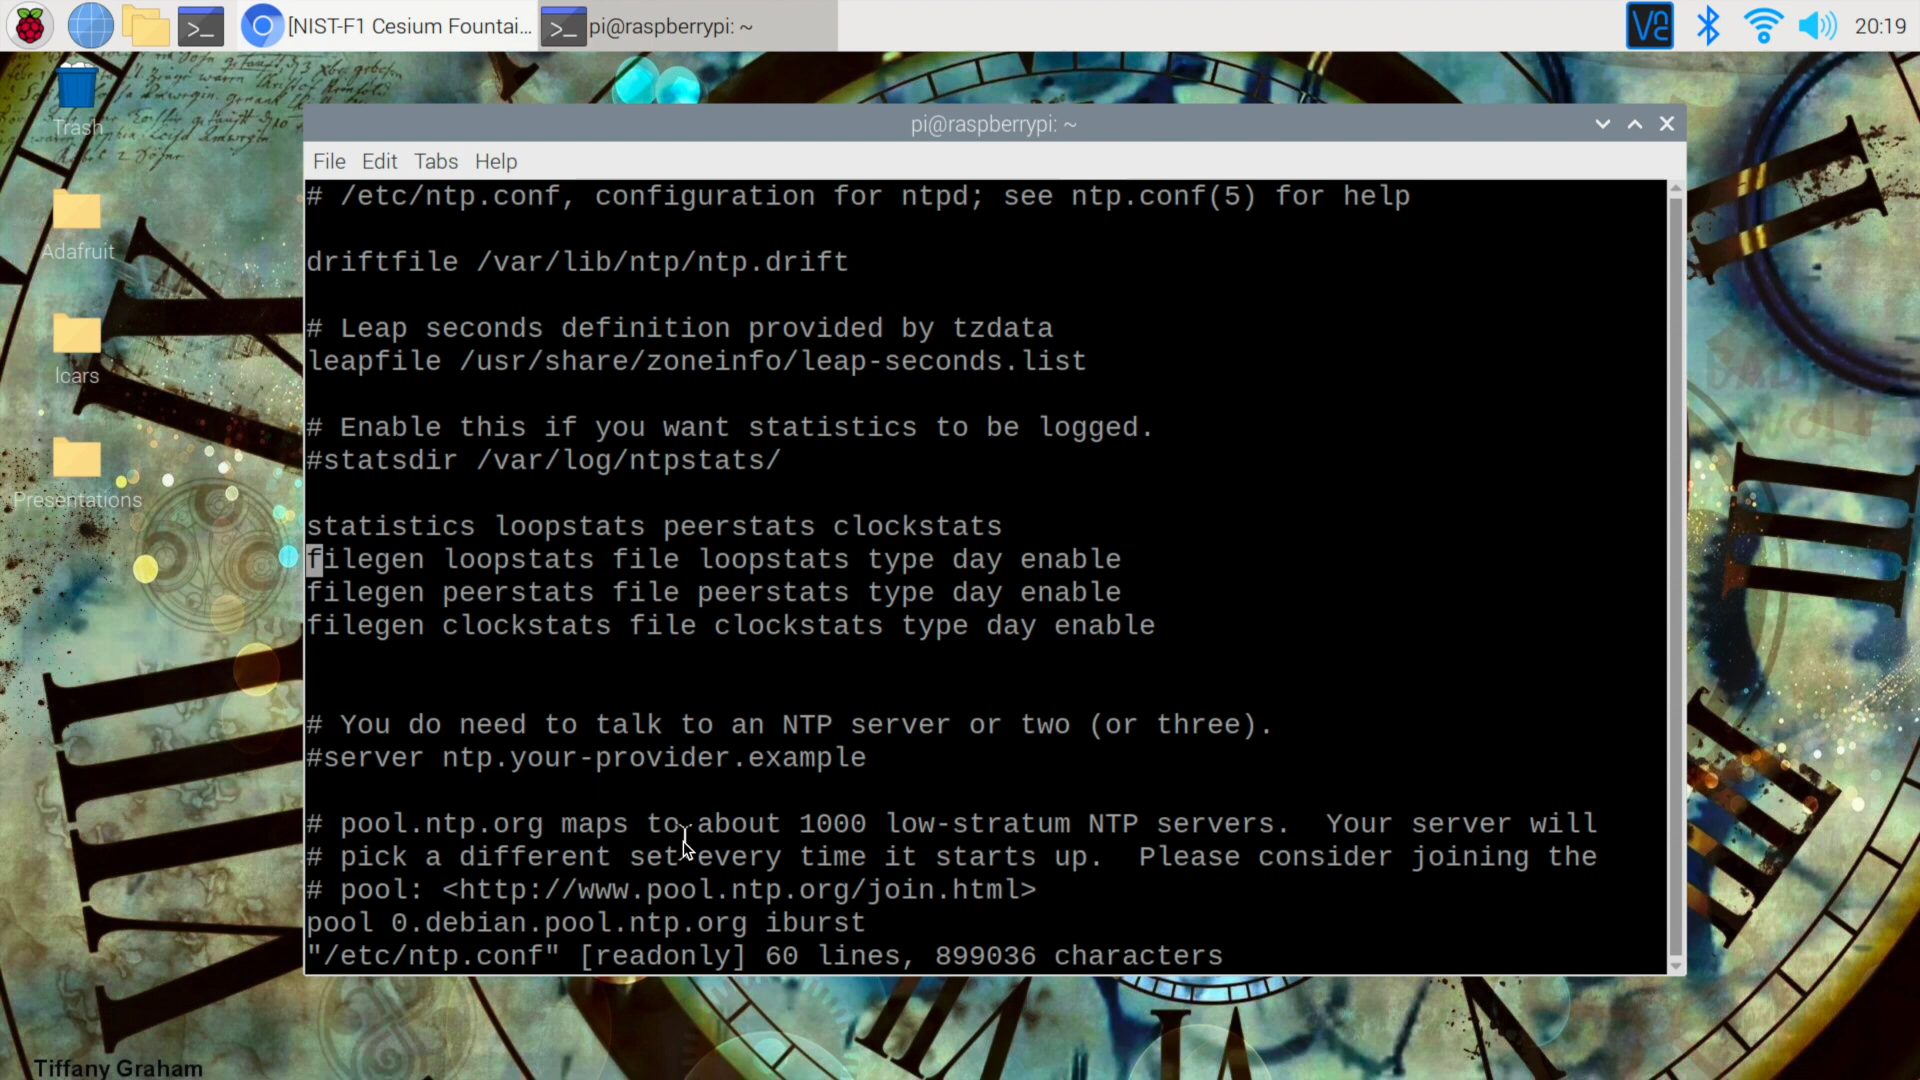 [NIST-F1 Cesium Fountai...
pi@raspberrypi: ~
20:19
Trash
Adafruit
lcars
Presentations
pi@raspberrypi: ~
File Edit Tabs Help
# /etc/ntp.conf, configuration for ntpd; see ntp.conf(5) for help
driftfile /var/lib/ntp/ntp.drift
# Leap seconds definition provided by tzdata
leapfile /usr/share/zoneinfo/leap-seconds.list
# Enable this if you want statistics to be logged.
#statsdir /var/log/ntpstats/
statistics loopstats peerstats clockstats
filegen loopstats file loopstats type day enable
filegen peerstats file peerstats type day enable
filegen clockstats file clockstats type day enable
# You do need to talk to an NTP server or two (or three).
#server ntp.your-provider.example
# pool.ntp.org maps to about 1000 low-stratum NTP servers.  Your server will
# pick a different set every time it starts up.  Please consider joining the
# pool: <http://www.pool.ntp.org/join.html>
pool 0.debian.pool.ntp.org iburst
"/etc/ntp.conf" [readonly] 60 lines, 899036 characters
BAD
WOLF
Tiffany Graham